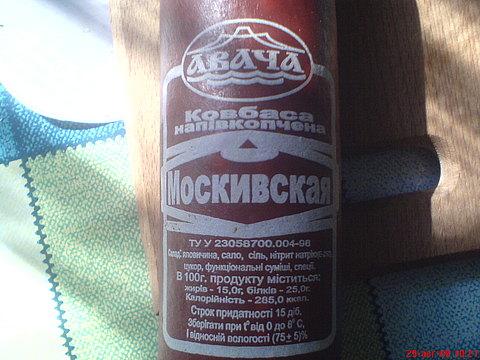 АВАЧА
Ковбаса
напівкопчена
Москивская
ТУ У 23058700.004-98
Склад: яловичина, сало, сіль, нітрит натрію,
цукор, функціональні суміші, спеції.
В 100г. продукту міститься:
жирів - 15,0г, білків - 25,0г.
Калорійність - 285,0 ккал.
Строк придатності 15 діб.
Зберігати при t° від 0 до 6°С,
і відносній вологості (75±5)%